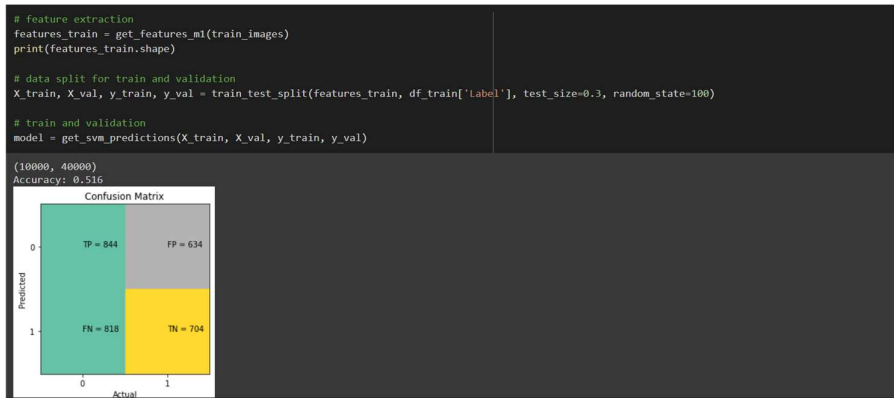 # feature extraction
features_train = get_features_m1(train_images)
print(features_train.shape)
# data split for train and validation
X_train, X_val, y_train, y_val = train_test_split(features_train, df_train['Label'], test_size=0.3, random_state=100)
# train and validation
model = get_svm_predictions(X_train, X_val, y_train, y_val)
(10000, 40000)
Accuracy: 0.516
Confusion Matrix
0
TP = 844 FP = 634
Predicted
1
FN = 818 TN = 704
0 1
Actual